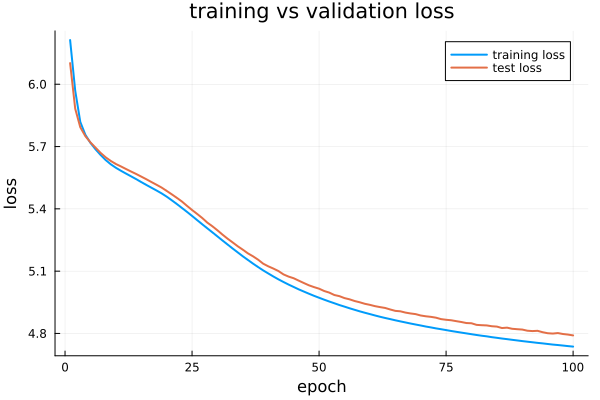 training vs validation loss
training loss
test loss
6.0
5.7
5.4
5.1
4.8
loss
0 25 50 75 100
epoch